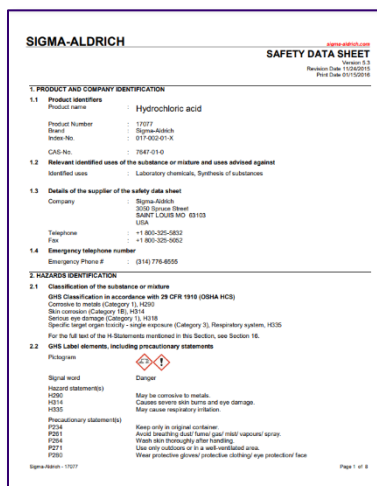 SIGMA-ALDRICH
sigma-aldrich.com
SAFETY DATA SHEET
Version 5.3
Revision Date 11/24/2015
Print Date 01/15/2016
1. PRODUCT AND COMPANY IDENTIFICATION
1.1 Product identifiers
Product name : Hydrochloric acid
Product Number : 17077
Brand : Sigma-Aldrich
Index-No. : 017-002-01-X
CAS-No. : 7647-01-0
1.2 Relevant identified uses of the substance or mixture and uses advised against
Identified uses : Laboratory chemicals, Synthesis of substances
1.3 Details of the supplier of the safety data sheet
Company : Sigma-Aldrich
3050 Spruce Street
SAINT LOUIS MO 63103
USA
Telephone : +1 800-325-5832
Fax : +1 800-325-5052
1.4 Emergency telephone number
Emergency Phone # : (314) 776-6555
2. HAZARDS IDENTIFICATION
2.1 Classification of the substance or mixture
GHS Classification in accordance with 29 CFR 1910 (OSHA HCS)
Corrosive to metals (Category 1), H290
Skin corrosion (Category 1B), H314
Serious eye damage (Category 1), H318
Specific target organ toxicity - single exposure (Category 3), Respiratory system, H335
For the full text of the H-Statements mentioned in this Section, see Section 16.
2.2 GHS Label elements, including precautionary statements
Pictogram
Signal word Danger
Hazard statement(s)
H290 May be corrosive to metals.
H314 Causes severe skin burns and eye damage.
H335 May cause respiratory irritation.
Precautionary statement(s)
P234 Keep only in original container.
P261 Avoid breathing dust/ fume/ gas/ mist/ vapours/ spray.
P264 Wash skin thoroughly after handling.
P271 Use only outdoors or in a well-ventilated area.
P280 Wear protective gloves/ protective clothing/ eye protection/ face
Sigma-Aldrich - 17077 Page 1 of 8